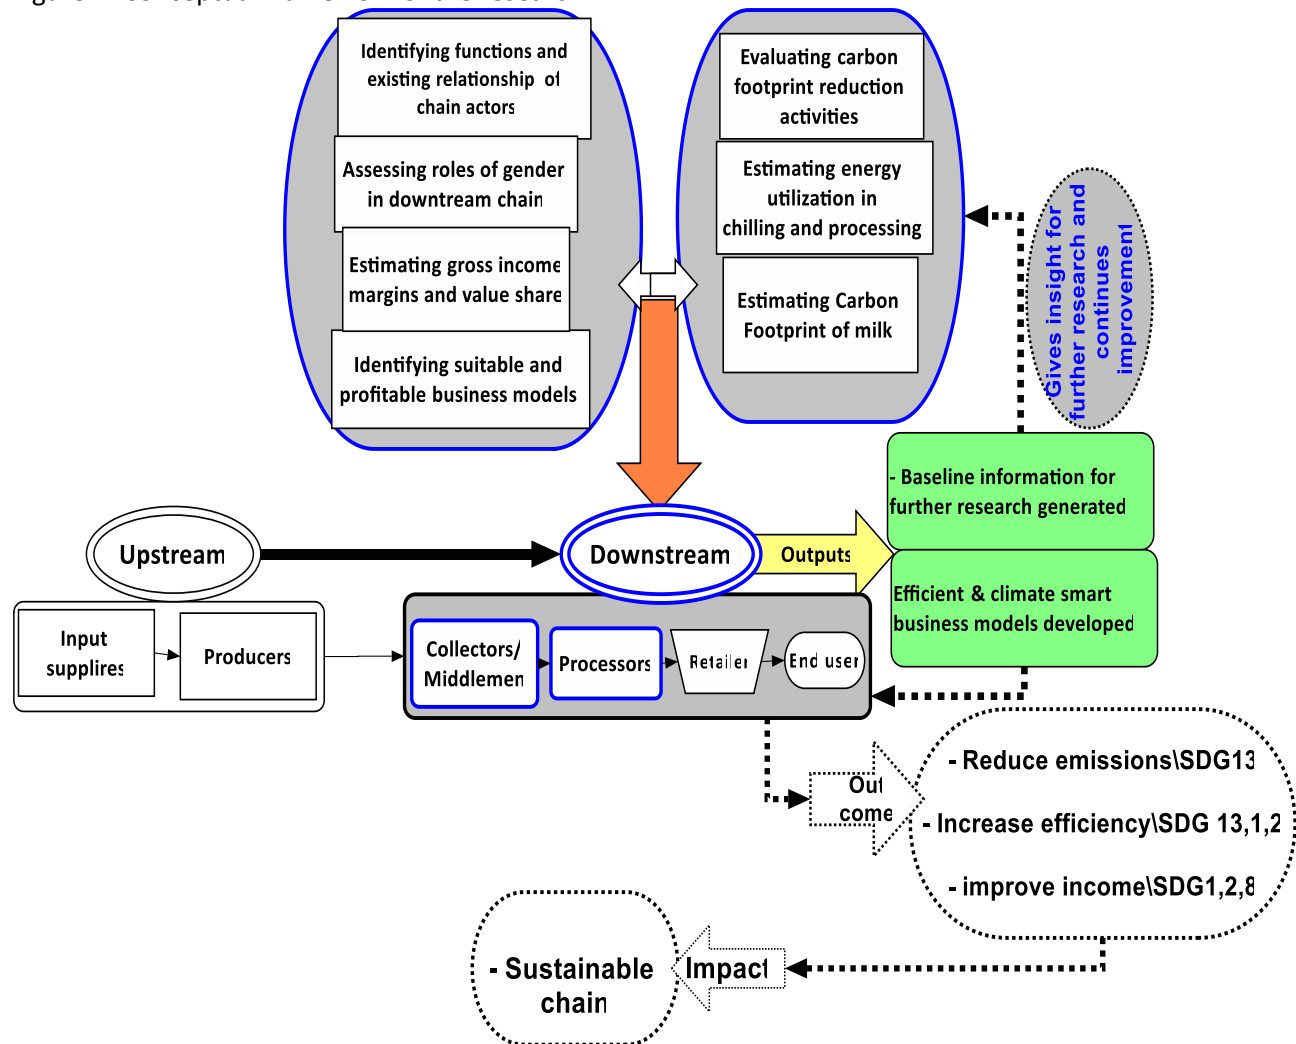 Identifying functions and
existing relationship of
chain actors
Assessing roles of gender
in downstream chain
Estimating gross income
margins and value share
Identifying suitable and
profitable business models
Evaluating carbon
footprint reduction
activities
Estimating energy
utilization in
chilling and processing
Estimating Carbon
Footprint of milk
Gives insight for
further research and
continues
improvement
- Baseline information for
further research generated
Efficient & climate smart
business models developed
Upstream
Downstream
Outputs
Input
supplires
Producers
Collectors/
Middlemen
Processors
Retailer
End user
Out
come
- Reduce emissions\SDG13
- Increase efficiency\SDG 13,1,2
- improve income\SDG1,2,8
Impact
- Sustainable
chain